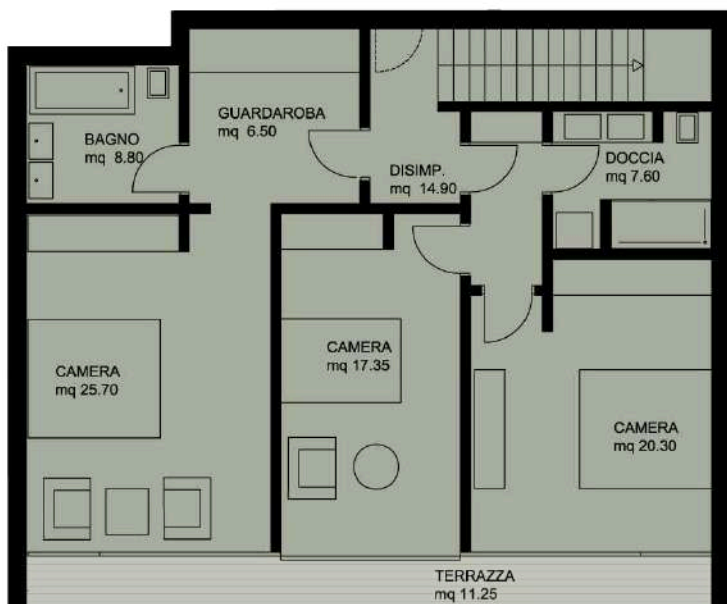 GUARDAROBA
mq 6.50
BAGNO
mq 8.80
DISIMP.
mq 14.90
DOCCIA
mq 7.60
CAMERA
mq 25.70
CAMERA
mq 17.35
CAMERA
mq 20.30
TERRAZZA
mq 11.25